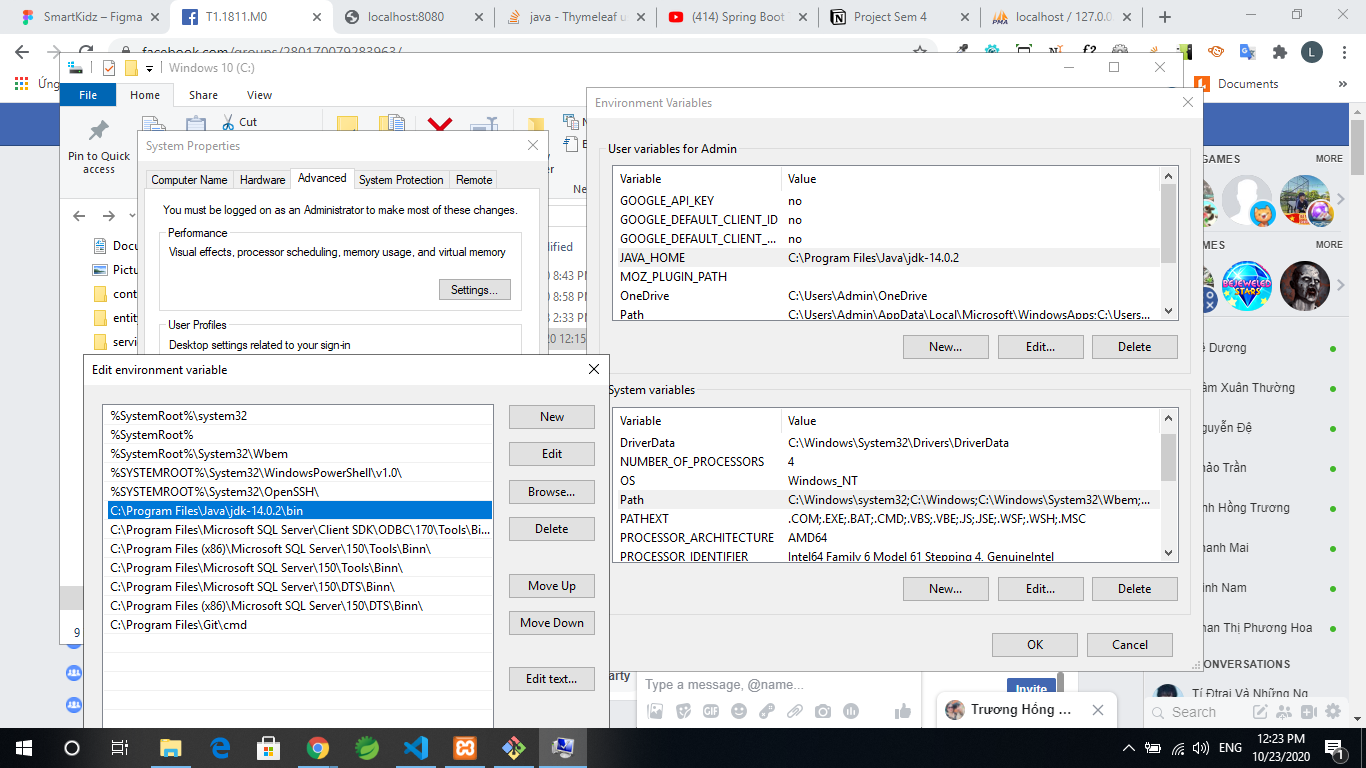 SmartKidz – Figma
T1.1811.M0
localhost:8080
java - Thymeleaf u
(414) Spring Boot
Project Sem 4
localhost / 127.0.0
facebook.com/groups/280170079283963/
L
Ứng
Documents
Windows 10 (C:)
File
Home
Share
View
Pin to Quick
access
Cut
System Properties
Computer Name
Hardware
Advanced
System Protection
Remote
You must be logged on as an Administrator to make most of these changes.
Performance
Visual effects, processor scheduling, memory usage, and virtual memory
Settings...
User Profiles
Desktop settings related to your sign-in
Docu
Pictu
cont
entit
servi
8:43 PM
8:58 PM
2:33 PM
20 12:15
9
Edit environment variable
%SystemRoot%\system32
%SystemRoot%
%SystemRoot%\System32\Wbem
%SYSTEMROOT%\System32\WindowsPowerShell\v1.0\
%SYSTEMROOT%\System32\OpenSSH\
C:\Program Files\Java\jdk-14.0.2\bin
C:\Program Files\Microsoft SQL Server\Client SDK\ODBC\170\Tools\Bi...
C:\Program Files (x86)\Microsoft SQL Server\150\Tools\Binn\
C:\Program Files\Microsoft SQL Server\150\Tools\Binn\
C:\Program Files\Microsoft SQL Server\150\DTS\Binn\
C:\Program Files (x86)\Microsoft SQL Server\150\DTS\Binn\
C:\Program Files\Git\cmd
New
Edit
Browse...
Delete
Move Up
Move Down
Edit text...
Environment Variables
User variables for Admin
Variable Value
GOOGLE_API_KEY no
GOOGLE_DEFAULT_CLIENT_ID no
GOOGLE_DEFAULT_CLIENT_... no
JAVA_HOME C:\Program Files\Java\jdk-14.0.2
MOZ_PLUGIN_PATH
OneDrive C:\Users\Admin\OneDrive
Path C:\Users\Admin\AppData\Local\Microsoft\WindowsApps;C:\Users...
New... Edit... Delete
System variables
Variable Value
DriverData C:\Windows\System32\Drivers\DriverData
NUMBER_OF_PROCESSORS 4
OS Windows_NT
Path C:\Windows\system32;C:\Windows;C:\Windows\System32\Wbem;...
PATHEXT .COM;.EXE;.BAT;.CMD;.VBS;.VBE;.JS;.JSE;.WSF;.WSH;.MSC
PROCESSOR_ARCHITECTURE AMD64
PROCESSOR_IDENTIFIER Intel64 Family 6 Model 61 Stepping 4, GenuineIntel
New... Edit... Delete
OK Cancel
GAMES MORE
MES MORE
BEJEWELED
STARS
Dương
âm Xuân Thường
guyễn Đệ
hảo Trần
nh Hồng Trương
hanh Mai
inh Nam
han Thị Phương Hoa
ONVERSATIONS
Tí Đtrai Và Những Ng
Search
arty
Type a message, @name...
GIF
Invite
Trương Hồng ...
ENG
12:23 PM
10/23/2020
1